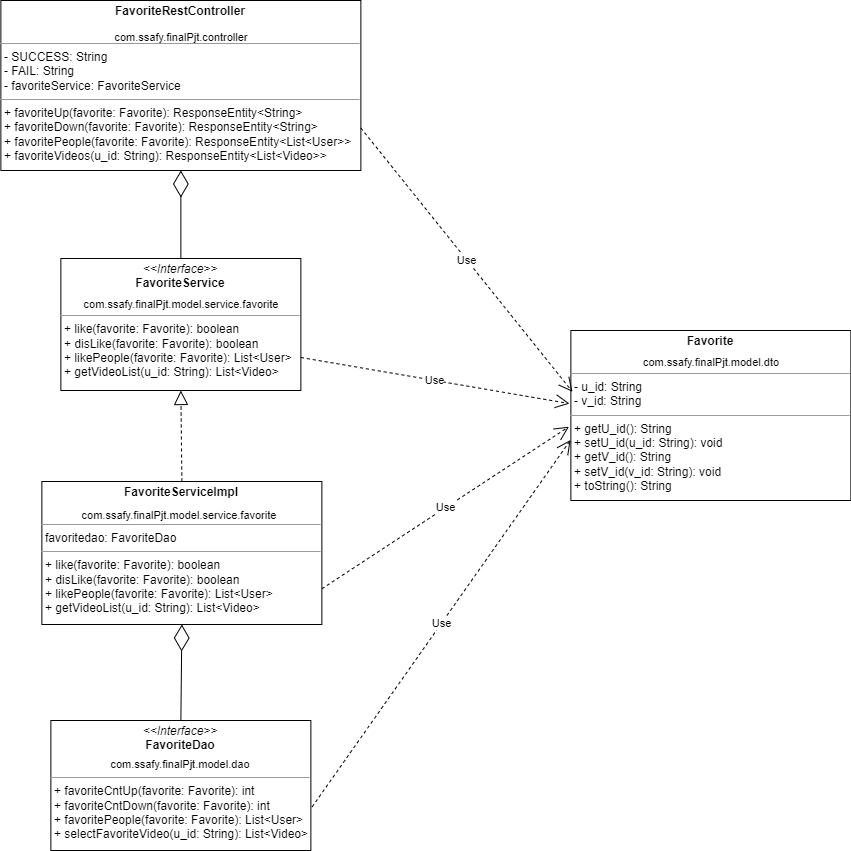 FavoriteRestController
com.ssafy.finalPjt.controller
- SUCCESS: String
- FAIL: String
- favoriteService: FavoriteService
+ favoriteUp(favorite: Favorite): ResponseEntity<String>
+ favoriteDown(favorite: Favorite): ResponseEntity<String>
+ favoritePeople(favorite: Favorite): ResponseEntity<List<User>>
+ favoriteVideos(u_id: String): ResponseEntity<List<Video>>
Use
<<Interface>>
FavoriteService
com.ssafy.finalPjt.model.service.favorite
+ like(favorite: Favorite): boolean
+ disLike(favorite: Favorite): boolean
+ likePeople(favorite: Favorite): List<User>
+ getVideoList(u_id: String): List<Video>
Use
Favorite
com.ssafy.finalPjt.model.dto
- u_id: String
- v_id: String
+ getU_id(): String
+ setU_id(u_id: String): void
+ getV_id(): String
+ setV_id(v_id: String): void
+ toString(): String
FavoriteServiceImpl
com.ssafy.finalPjt.model.service.favorite
favoritedao: FavoriteDao
+ like(favorite: Favorite): boolean
+ disLike(favorite: Favorite): boolean
+ likePeople(favorite: Favorite): List<User>
+ getVideoList(u_id: String): List<Video>
Use
Use
<<Interface>>
FavoriteDao
com.ssafy.finalPjt.model.dao
+ favoriteCntUp(favorite: Favorite): int
+ favoriteCntDown(favorite: Favorite): int
+ favoritePeople(favorite: Favorite): List<User>
+ selectFavoriteVideo(u_id: String): List<Video>